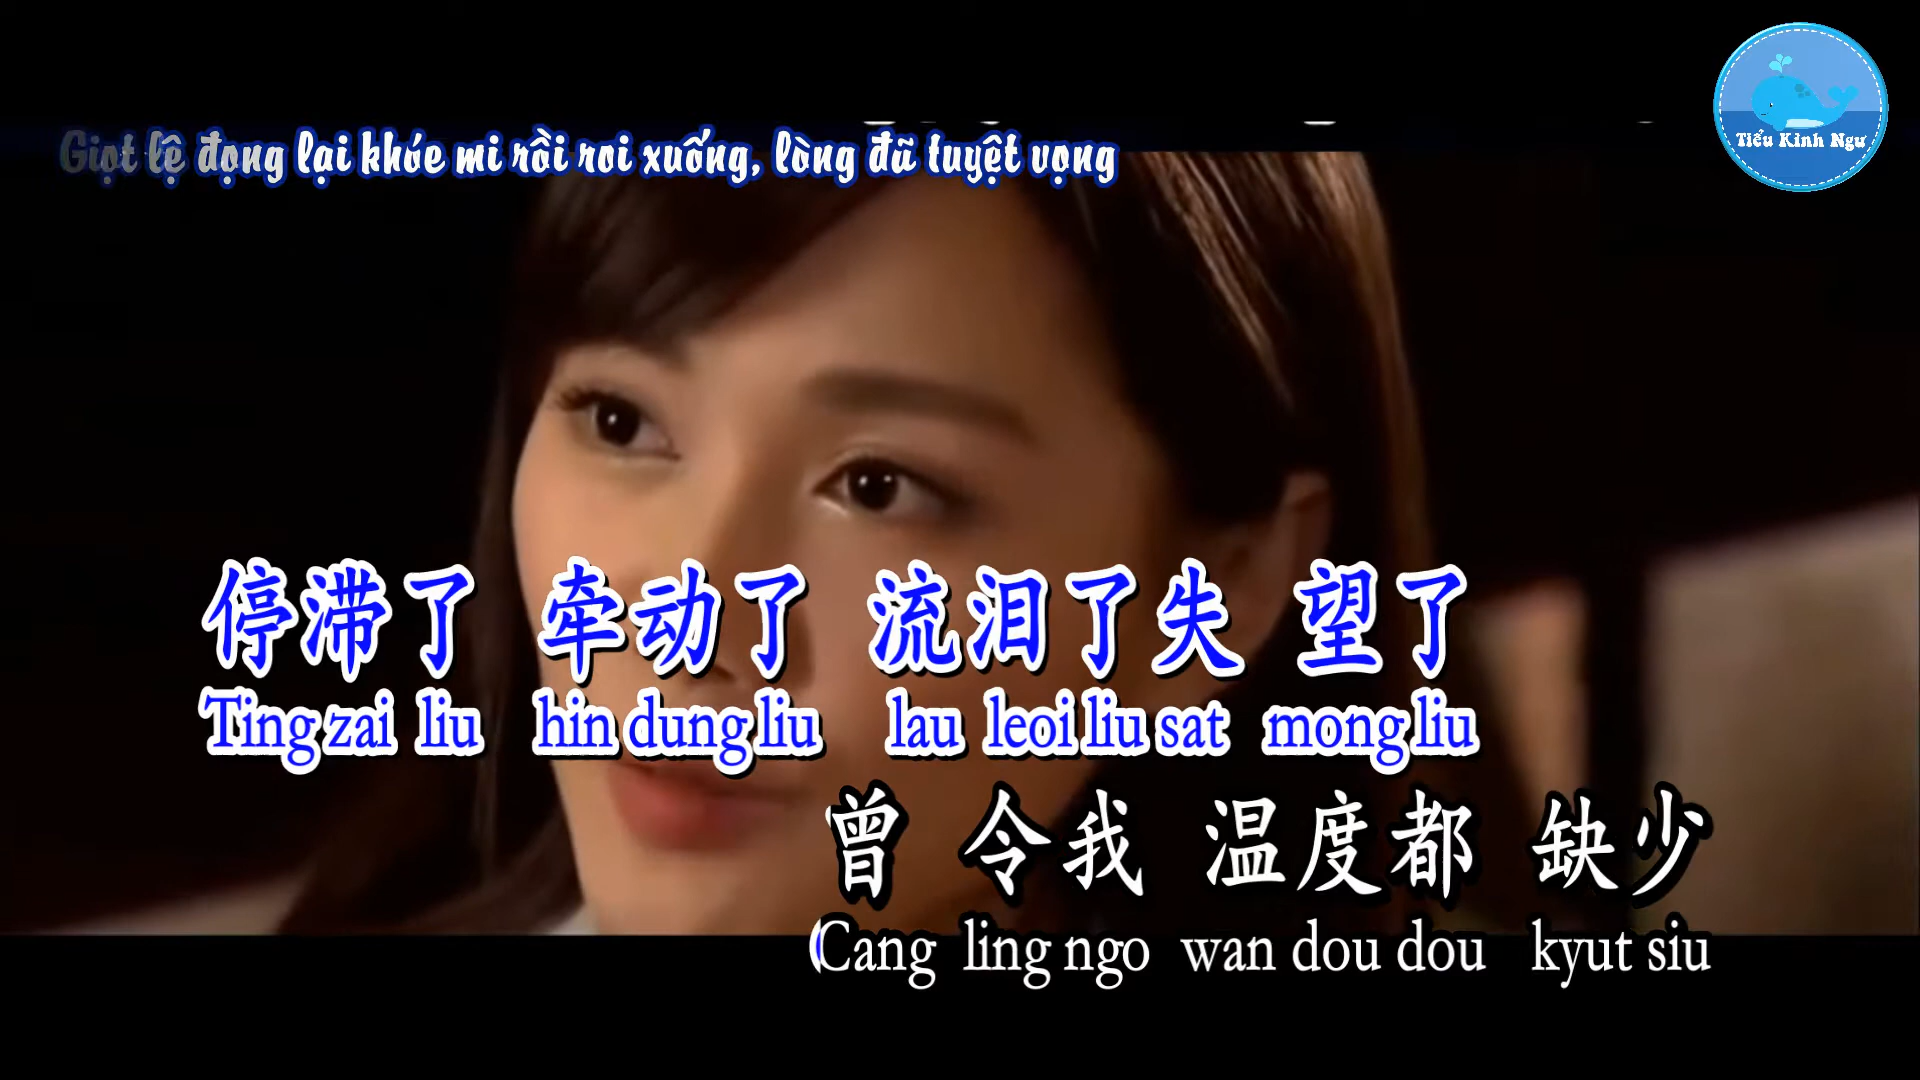 Giọt lệ đọng lại khóe mi rồi rơi xuống, lòng đã tuyệt vọng
Tiểu Kình Ngư
停滞了 牵动了 流泪了失 望了
Ting zai liu hin dung liu lau leoi liu sat mong liu
曾 令我 温度都 缺少
Cang ling ngo wan dou dou kyut siu